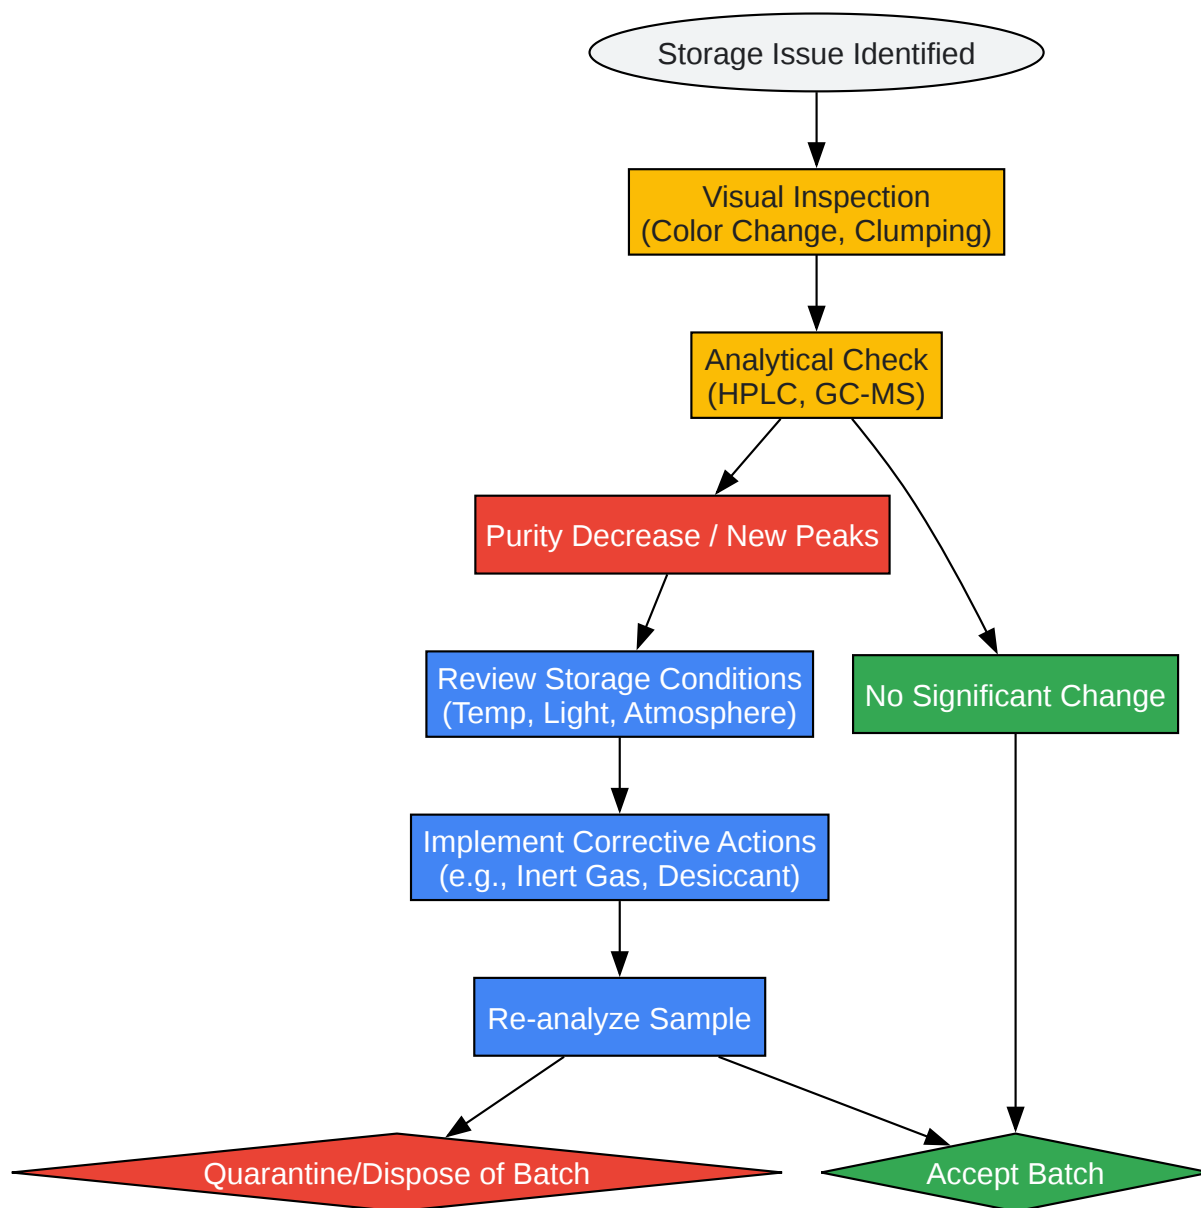 Storage Issue Identified
Visual Inspection
(Color Change, Clumping)
Analytical Check
(HPLC, GC-MS)
Purity Decrease / New Peaks
Review Storage Conditions
(Temp, Light, Atmosphere)
No Significant Change
Implement Corrective Actions
(e.g., Inert Gas, Desiccant)
Re-analyze Sample
Quarantine/Dispose of Batch
Accept Batch